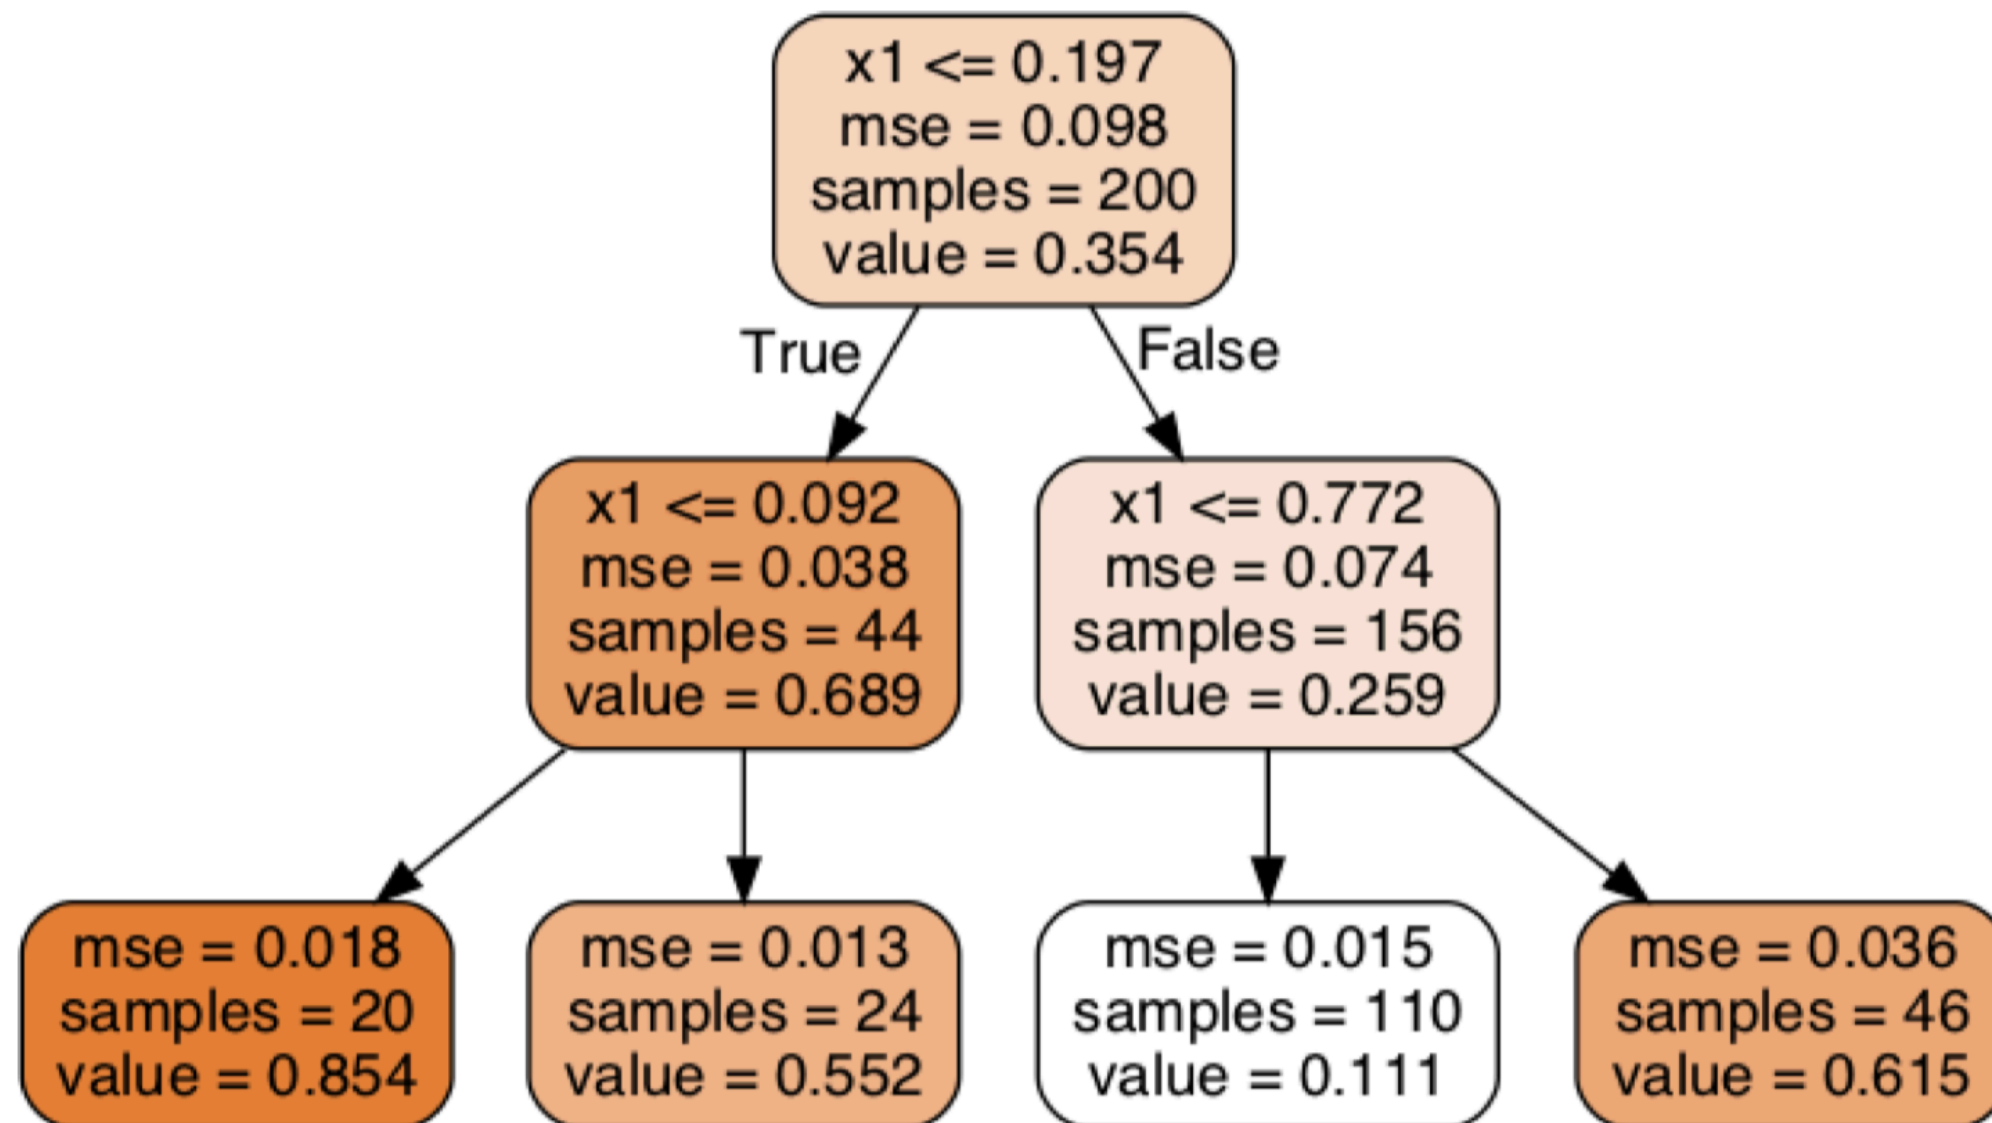 x1 <= 0.197
mse = 0.098
samples = 200
value = 0.354
True
False
x1 <= 0.092
mse = 0.038
samples = 44
value = 0.689
x1 <= 0.772
mse = 0.074
samples = 156
value = 0.259
mse = 0.018
samples = 20
value = 0.854
mse = 0.013
samples = 24
value = 0.552
mse = 0.015
samples = 110
value = 0.111
mse = 0.036
samples = 46
value = 0.615